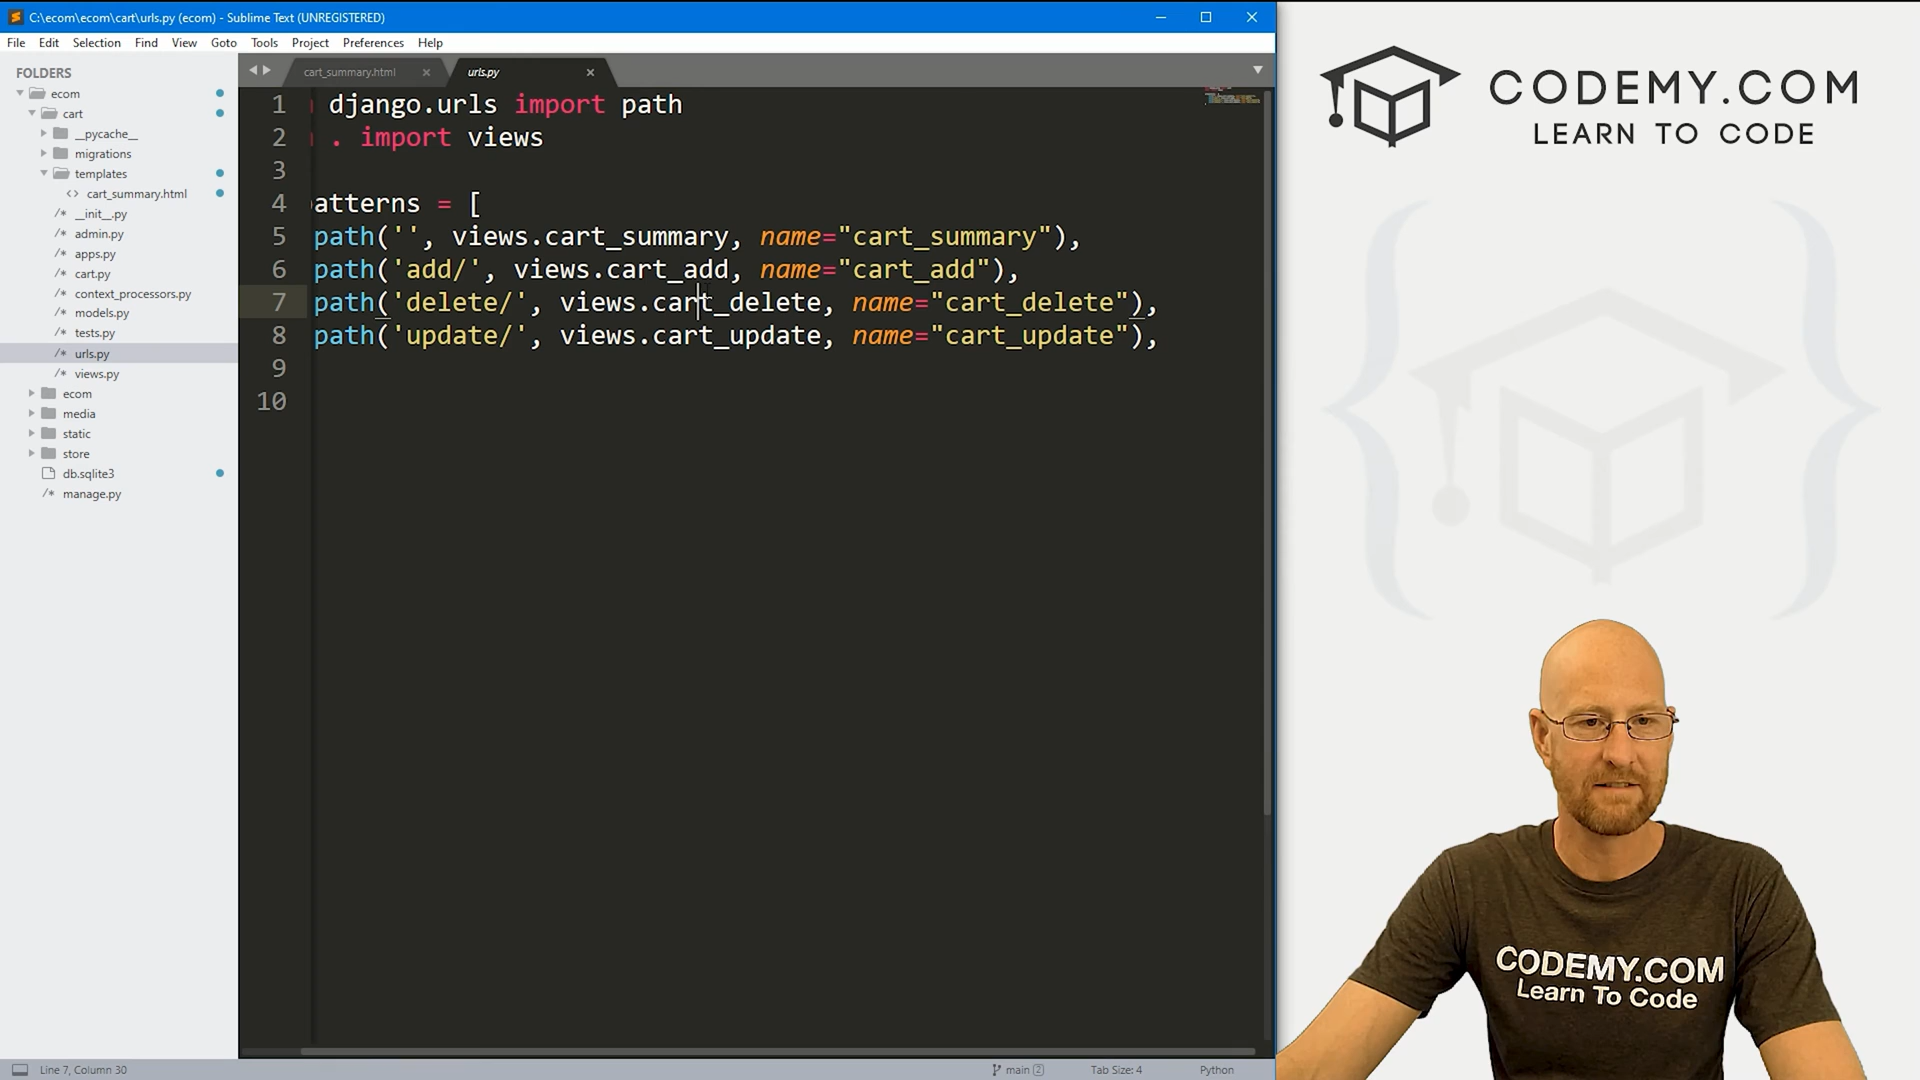 C:\ecom\ecom\cart\urls.py (ecom) - Sublime Text (UNREGISTERED)
File Edit Selection Find View Goto Tools Project Preferences Help
FOLDERS
ecom
cart
__pycache__
migrations
templates
<> cart_summary.html
/* __init__.py
/* admin.py
/* apps.py
/* cart.py
/* context_processors.py
/* models.py
/* tests.py
/* urls.py
/* views.py
ecom
media
static
store
db.sqlite3
/* manage.py
cart_summary.html urls.py
1 django.urls import path
2 . import views
3
4 atterns = [
5 path('', views.cart_summary, name="cart_summary"),
6 path('add/', views.cart_add, name="cart_add"),
7 path('delete/', views.cart_delete, name="cart_delete"),
8 path('update/', views.cart_update, name="cart_update"),
9
10
Line 7, Column 30 main (2) Tab Size: 4 Python
CODEMY.COM
LEARN TO CODE
CODEMY.COM
Learn To Code